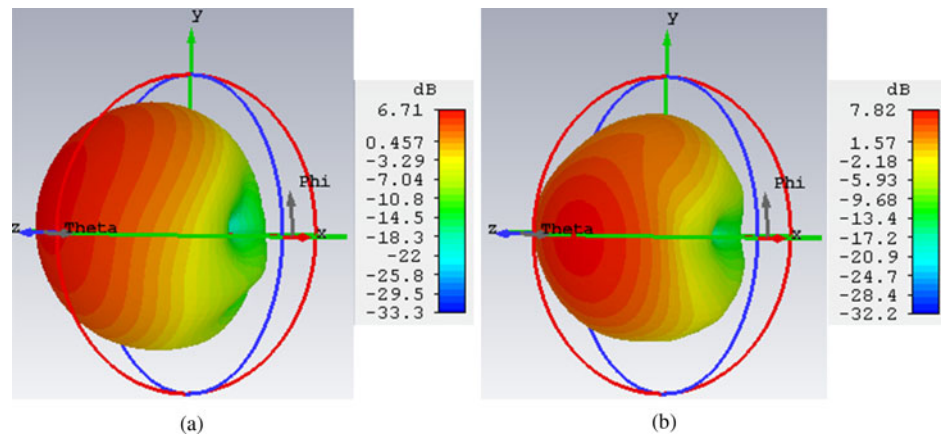 y
dB
6.71
0.457
-3.29
-7.04
-10.8
-14.5
-18.3
-22
-25.8
-29.5
-33.3
Phi
z
Theta
x
(a)
y
dB
7.82
1.57
-2.18
-5.93
-9.68
-13.4
-17.2
-20.9
-24.7
-28.4
-32.2
Phi
z
Theta
x
(b)